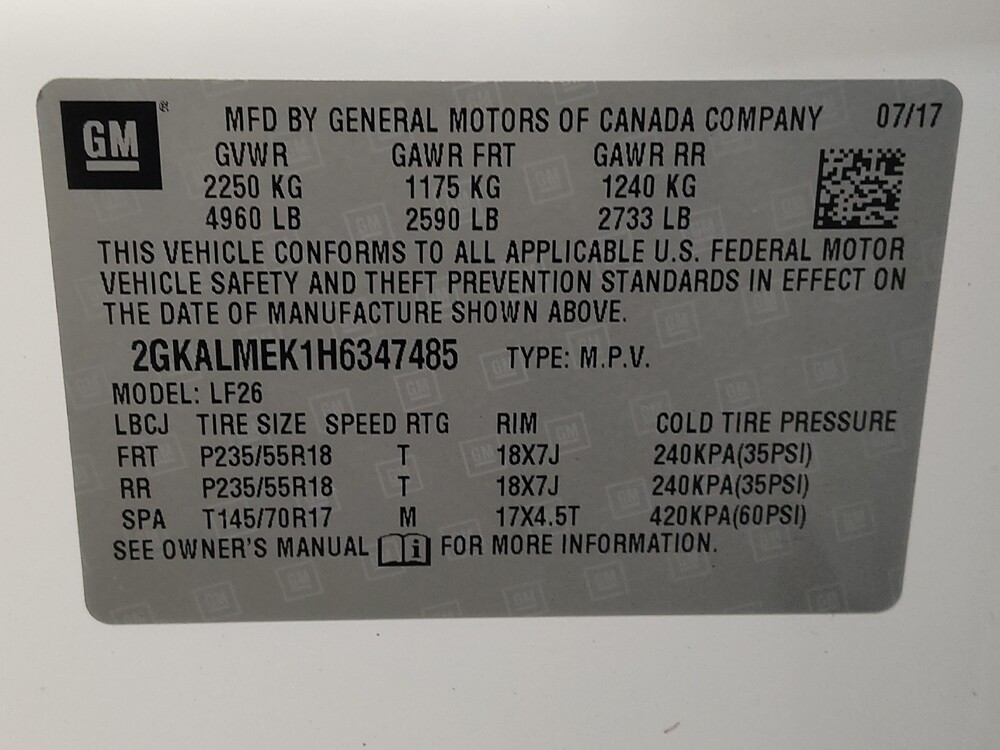 GM ® MFD BY GENERAL MOTORS OF CANADA COMPANY 07/17
GVWR GAWR FRT GAWR RR
2250 KG 1175 KG 1240 KG
4960 LB 2590 LB 2733 LB
THIS VEHICLE CONFORMS TO ALL APPLICABLE U.S. FEDERAL MOTOR
VEHICLE SAFETY AND THEFT PREVENTION STANDARDS IN EFFECT ON
THE DATE OF MANUFACTURE SHOWN ABOVE.
2GKALMEK1H6347485 TYPE: M.P.V.
MODEL: LF26
LBCJ TIRE SIZE SPEED RTG RIM COLD TIRE PRESSURE
FRT P235/55R18 T 18X7J 240KPA(35PSI)
RR P235/55R18 T 18X7J 240KPA(35PSI)
SPA T145/70R17 M 17X4.5T 420KPA(60PSI)
SEE OWNER'S MANUAL i FOR MORE INFORMATION.